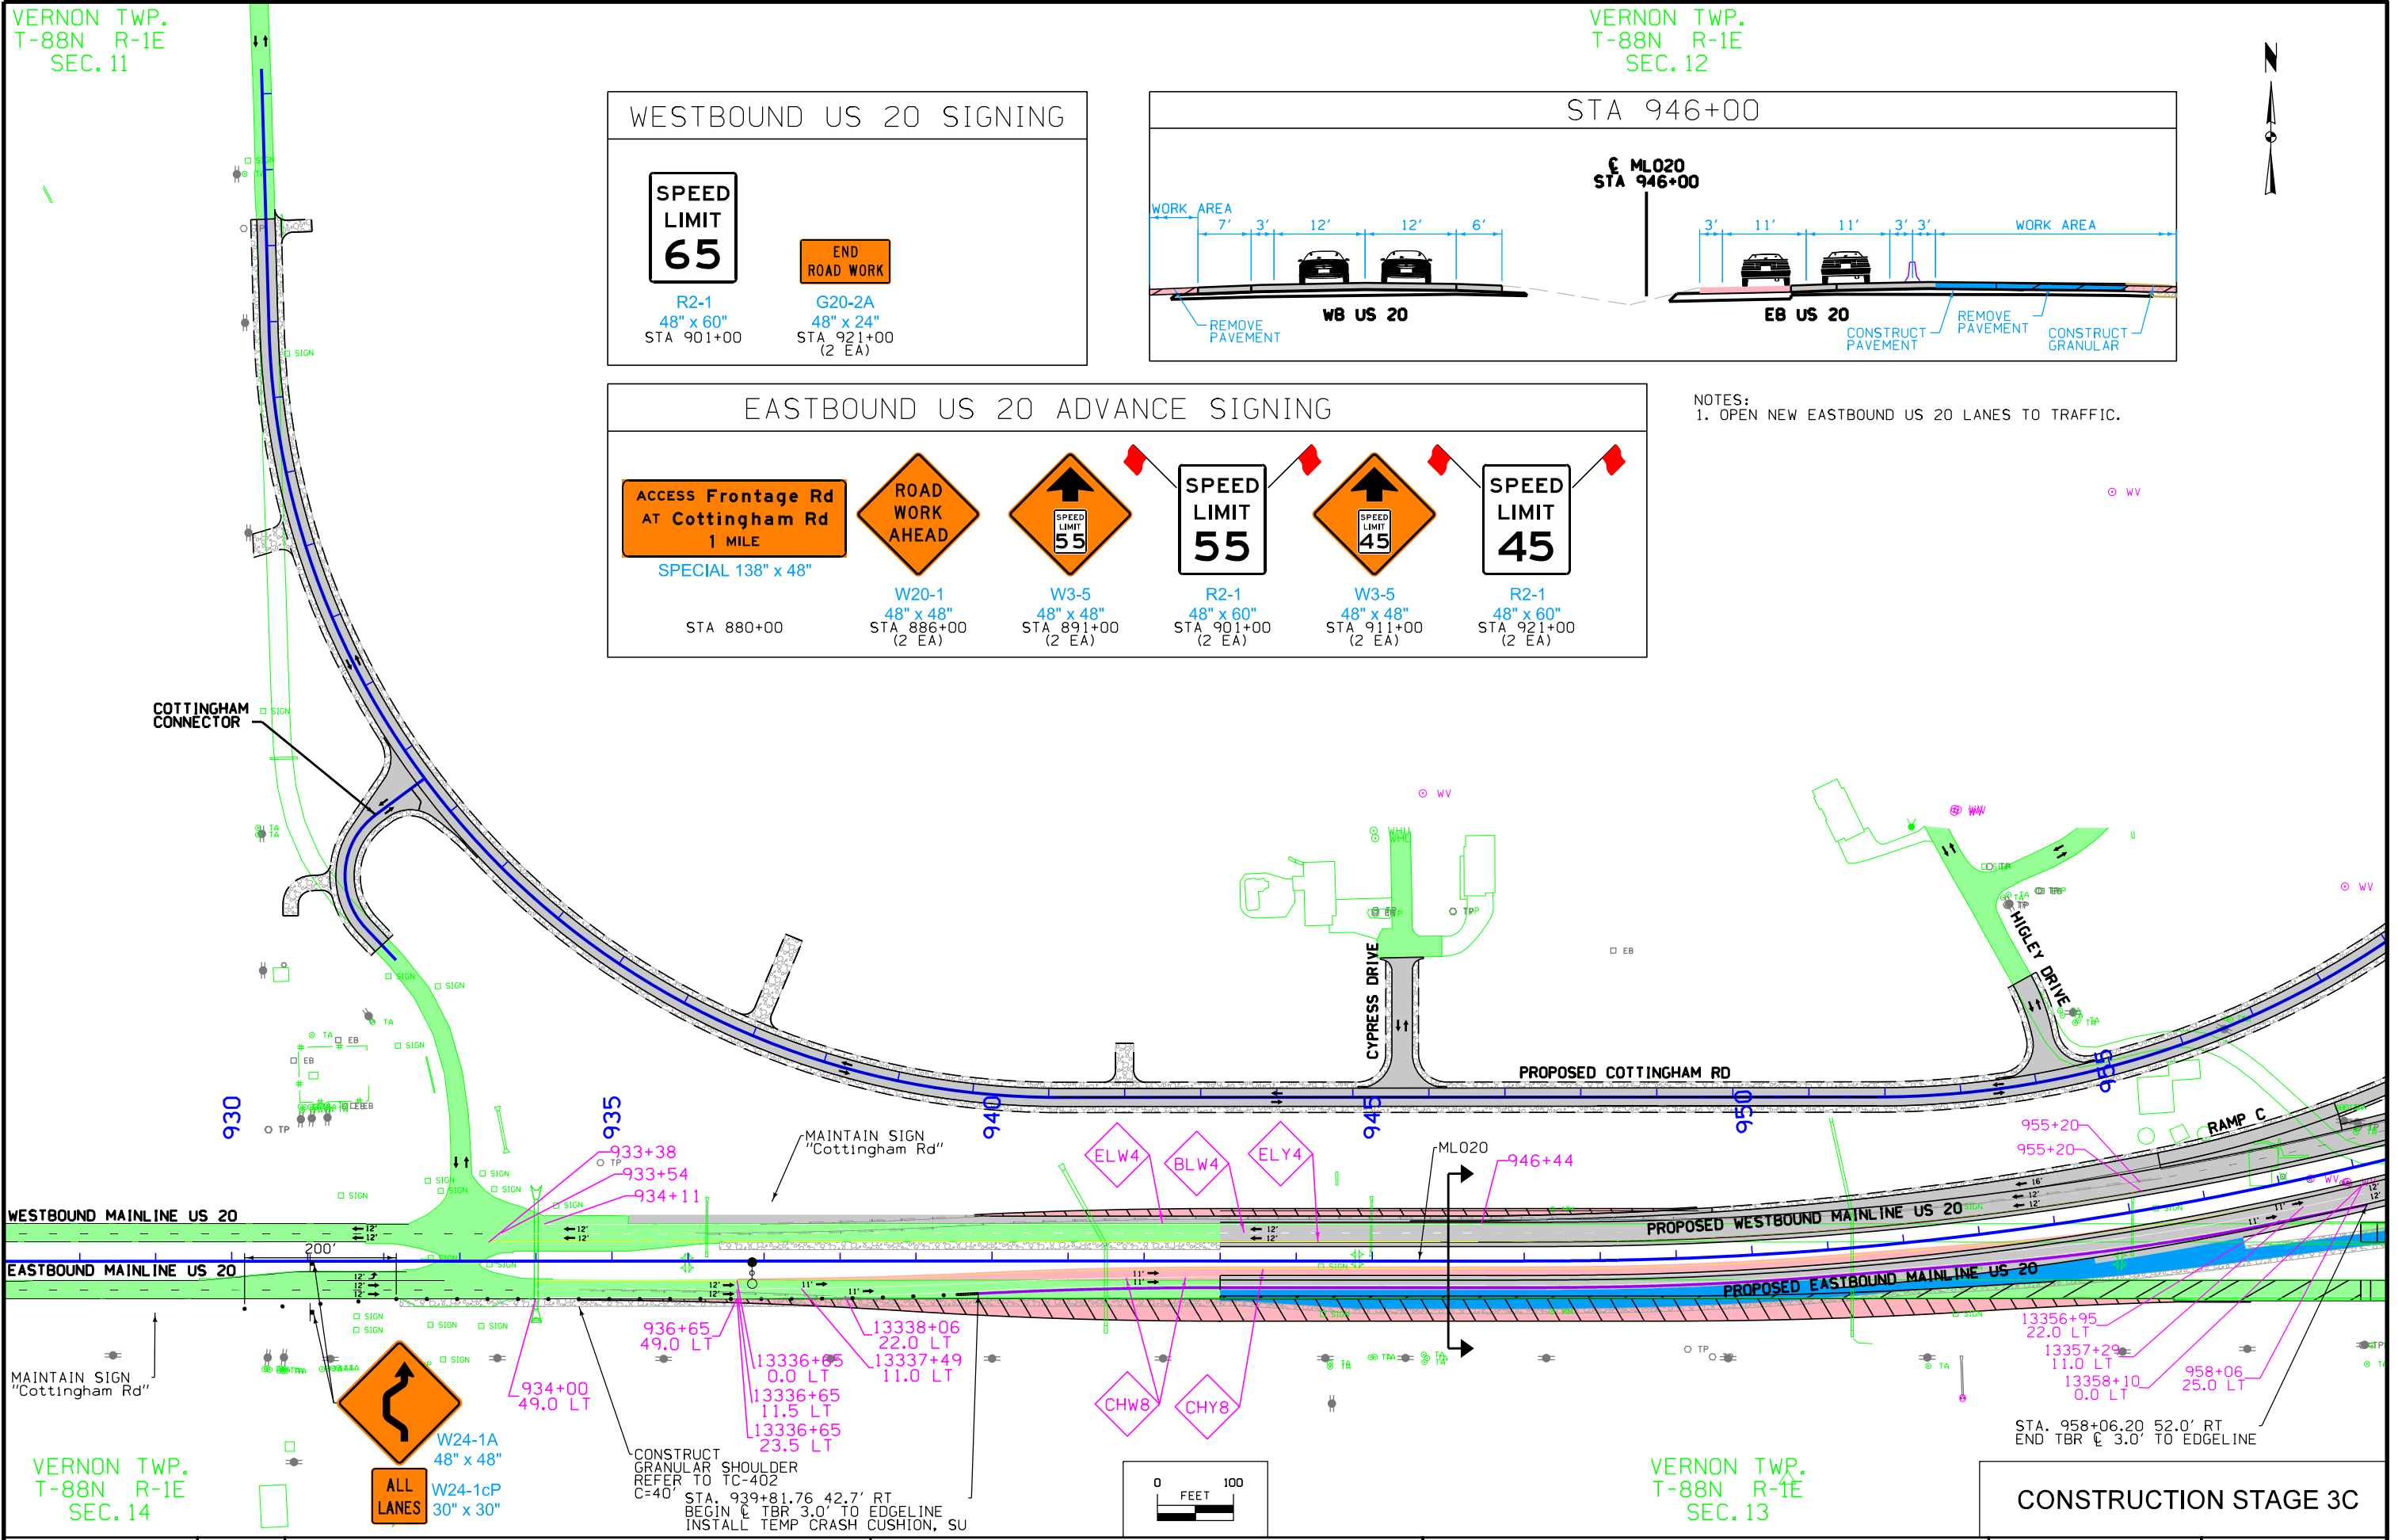 VERNON TWP.
T-88N R-1E
SEC. 11
VERNON TWP.
T-88N R-1E
SEC. 12
N
WESTBOUND US 20 SIGNING
SPEED
LIMIT
65
R2-1
48" x 60"
STA 901+00
END
ROAD WORK
G20-2A
48" x 24"
STA 921+00
(2 EA)
STA 946+00
℄ ML020
STA 946+00
WORK AREA
7'
3'
12'
12'
6'
3'
11'
11'
3'
3'
WORK AREA
WB US 20
EB US 20
REMOVE
PAVEMENT
CONSTRUCT
PAVEMENT
REMOVE
PAVEMENT
CONSTRUCT
GRANULAR
EASTBOUND US 20 ADVANCE SIGNING
ACCESS Frontage Rd
AT Cottingham Rd
1 MILE
SPECIAL 138" x 48"
STA 880+00
ROAD
WORK
AHEAD
W20-1
48" x 48"
STA 886+00
(2 EA)
SPEED
LIMIT
55
W3-5
48" x 48"
STA 891+00
(2 EA)
SPEED
LIMIT
55
R2-1
48" x 60"
STA 901+00
(2 EA)
SPEED
LIMIT
45
W3-5
48" x 48"
STA 911+00
(2 EA)
SPEED
LIMIT
45
R2-1
48" x 60"
STA 921+00
(2 EA)
NOTES:
1. OPEN NEW EASTBOUND US 20 LANES TO TRAFFIC.
WV
WV
WV
COTTINGHAM
CONNECTOR
CYPRESS DRIVE
HIGLEY DRIVE
PROPOSED COTTINGHAM RD
RAMP C
930
935
940
945
950
955
MAINTAIN SIGN
"Cottingham Rd"
933+38
933+54
934+11
ELW4
BLW4
ELY4
ML020
946+44
955+20
955+20
WESTBOUND MAINLINE US 20
EASTBOUND MAINLINE US 20
200'
PROPOSED WESTBOUND MAINLINE US 20
PROPOSED EASTBOUND MAINLINE US 20
MAINTAIN SIGN
"Cottingham Rd"
936+65
49.0 LT
934+00
49.0 LT
13336+65
0.0 LT
13336+65
11.5 LT
13336+65
23.5 LT
13338+06
22.0 LT
13337+49
11.0 LT
CHW8
CHY8
13356+95
22.0 LT
13357+29
11.0 LT
13358+10
0.0 LT
958+06
25.0 LT
W24-1A
48" x 48"
ALL
LANES
W24-1cP
30" x 30"
CONSTRUCT
GRANULAR SHOULDER
REFER TO TC-402
C=40'
STA. 939+81.76 42.7' RT
BEGIN ℄ TBR 3.0' TO EDGELINE
INSTALL TEMP CRASH CUSHION, SU
STA. 958+06.20 52.0' RT
END TBR ℄ 3.0' TO EDGELINE
VERNON TWP.
T-88N R-1E
SEC. 14
0 100
FEET
VERNON TWP.
T-88N R-1E
SEC. 13
CONSTRUCTION STAGE 3C